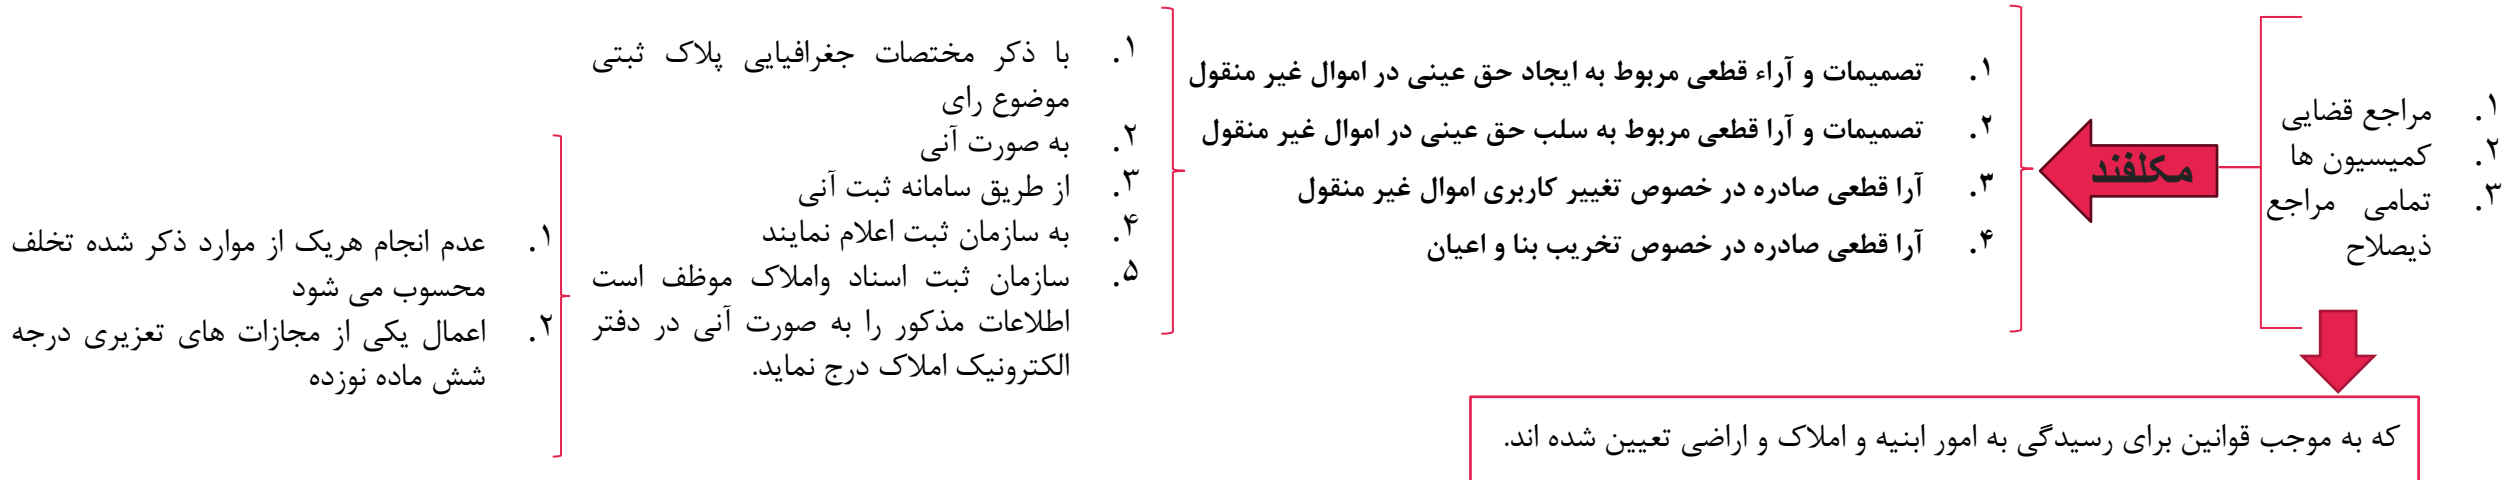 ۱. مراجع قضایی
۲. کمیسیون ها
۳. تمامی مراجع
ذیصلاح
که به موجب قوانین برای رسیدگی به امور ابنیه و املاک و اراضی تعیین شده اند.
مکلفند
۱. تصمیمات و آراء قطعی مربوط به ایجاد حق عینی در اموال غیر منقول
۲. تصمیمات و آرا قطعی مربوط به سلب حق عینی در اموال غیر منقول
۳. آرا قطعی صادره در خصوص تغییر کاربری اموال غیر منقول
۴. آرا قطعی صادره در خصوص تخریب بنا و اعیان
۱. با ذکر مختصات جغرافیایی پلاک ثبتی
موضوع رای
۲. به صورت آنی
۳. از طریق سامانه ثبت آنی
۴. به سازمان ثبت اعلام نمایند
۵. سازمان ثبت اسناد واملاک موظف است
اطلاعات مذکور را به صورت آنی در دفتر
الکترونیک املاک درج نماید.
۱. عدم انجام هریک از موارد ذکر شده تخلف
محسوب می شود
۲. اعمال یکی از مجازات های تعزیری درجه
شش ماده نوزده